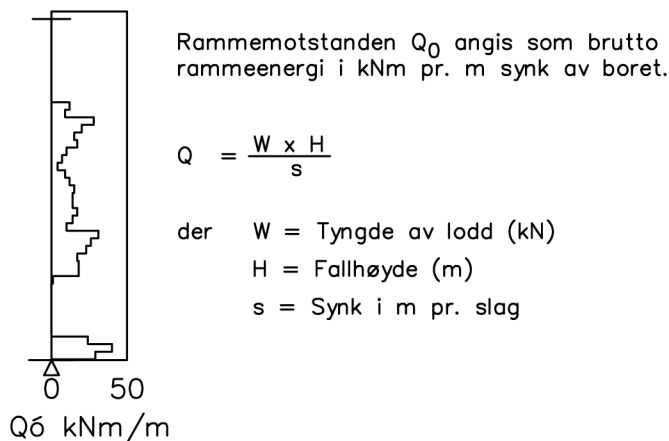 Rammemotstanden Q0 angis som brutto
rammeenergi i kNm pr. m synk av boret.
Q = W x H
s
der W = Tyngde av lodd (kN)
H = Fallhøyde (m)
s = Synk i m pr. slag
0 50
Qó kNm/m